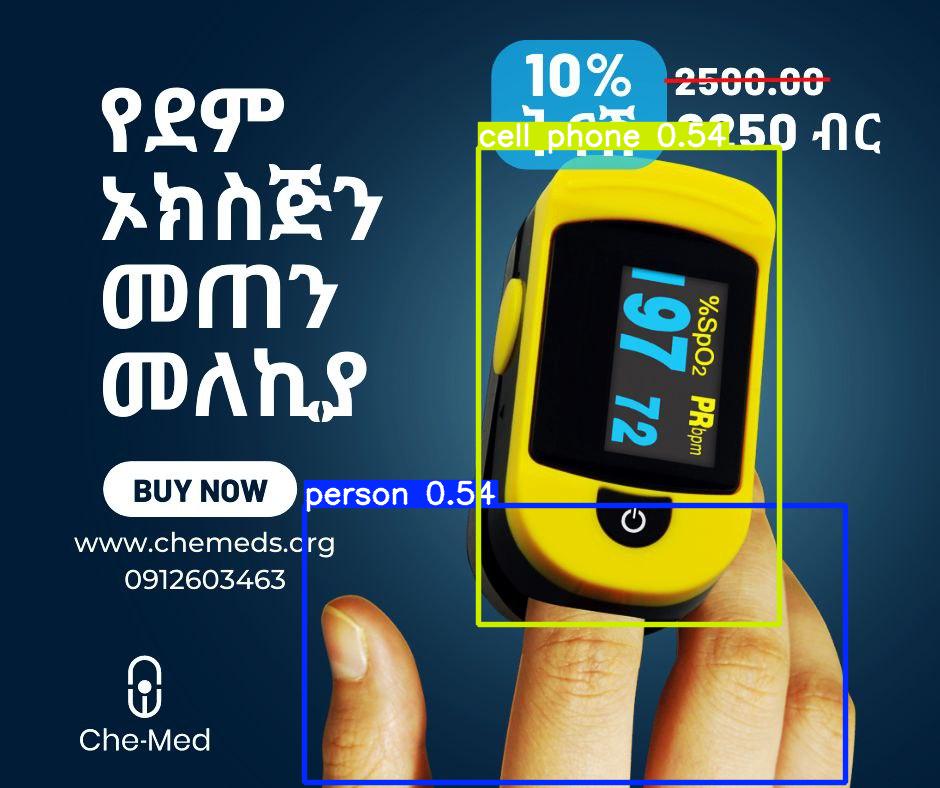 10%
2500.00
2250 ብር
የደም
ኦክስጅን
መጠን
መለኪያ
cell phone 0.54
%SpO2
97
PRbpm
72
BUY NOW
person 0.54
www.chemeds.org
0912603463
Che-Med